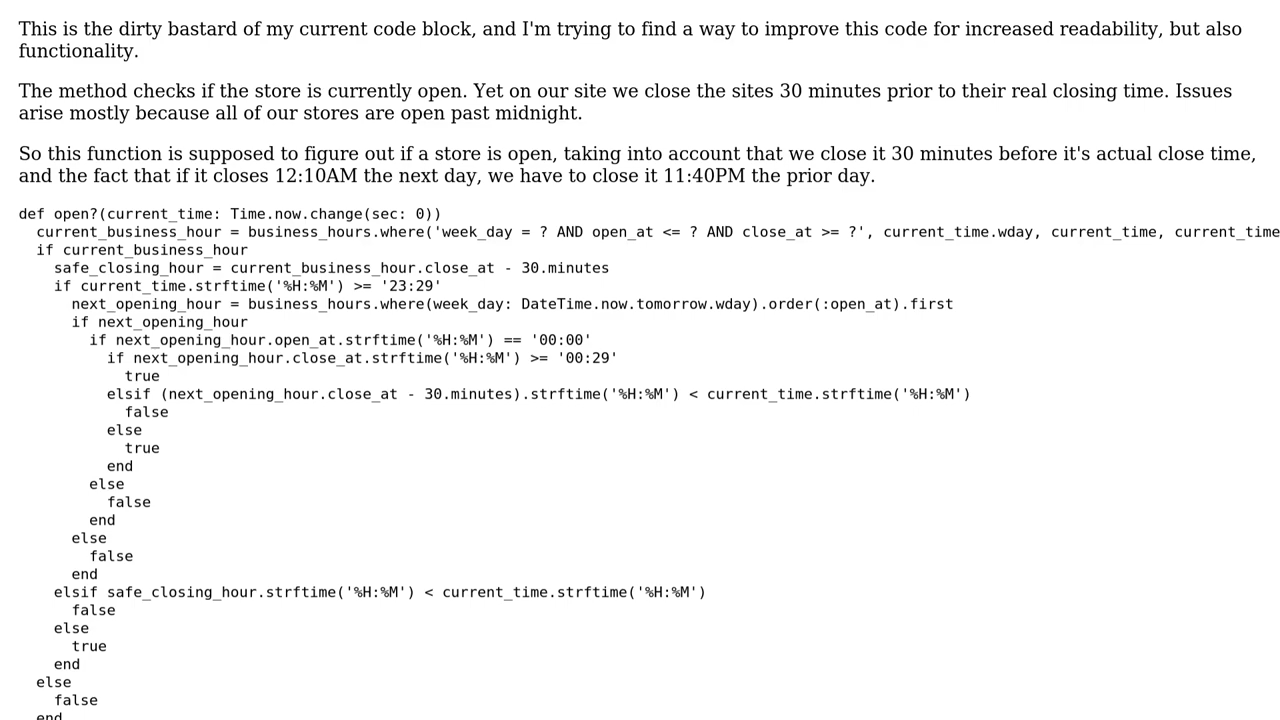 This is the dirty bastard of my current code block, and I'm trying to find a way to improve this code for increased readability, but also
functionality.
The method checks if the store is currently open. Yet on our site we close the sites 30 minutes prior to their real closing time. Issues
arise mostly because all of our stores are open past midnight.
So this function is supposed to figure out if a store is open, taking into account that we close it 30 minutes before it's actual close time,
and the fact that if it closes 12:10AM the next day, we have to close it 11:40PM the prior day.
def open?(current_time: Time.now.change(sec: 0))
  current_business_hour = business_hours.where('week_day = ? AND open_at <= ? AND close_at >= ?', current_time.wday, current_time, current_time
  if current_business_hour
    safe_closing_hour = current_business_hour.close_at - 30.minutes
    if current_time.strftime('%H:%M') >= '23:29'
      next_opening_hour = business_hours.where(week_day: DateTime.now.tomorrow.wday).order(:open_at).first
      if next_opening_hour
        if next_opening_hour.open_at.strftime('%H:%M') == '00:00'
          if next_opening_hour.close_at.strftime('%H:%M') >= '00:29'
            true
          elsif (next_opening_hour.close_at - 30.minutes).strftime('%H:%M') < current_time.strftime('%H:%M')
            false
          else
            true
          end
        else
          false
        end
      else
        false
      end
    elsif safe_closing_hour.strftime('%H:%M') < current_time.strftime('%H:%M')
      false
    else
      true
    end
  else
    false
  end